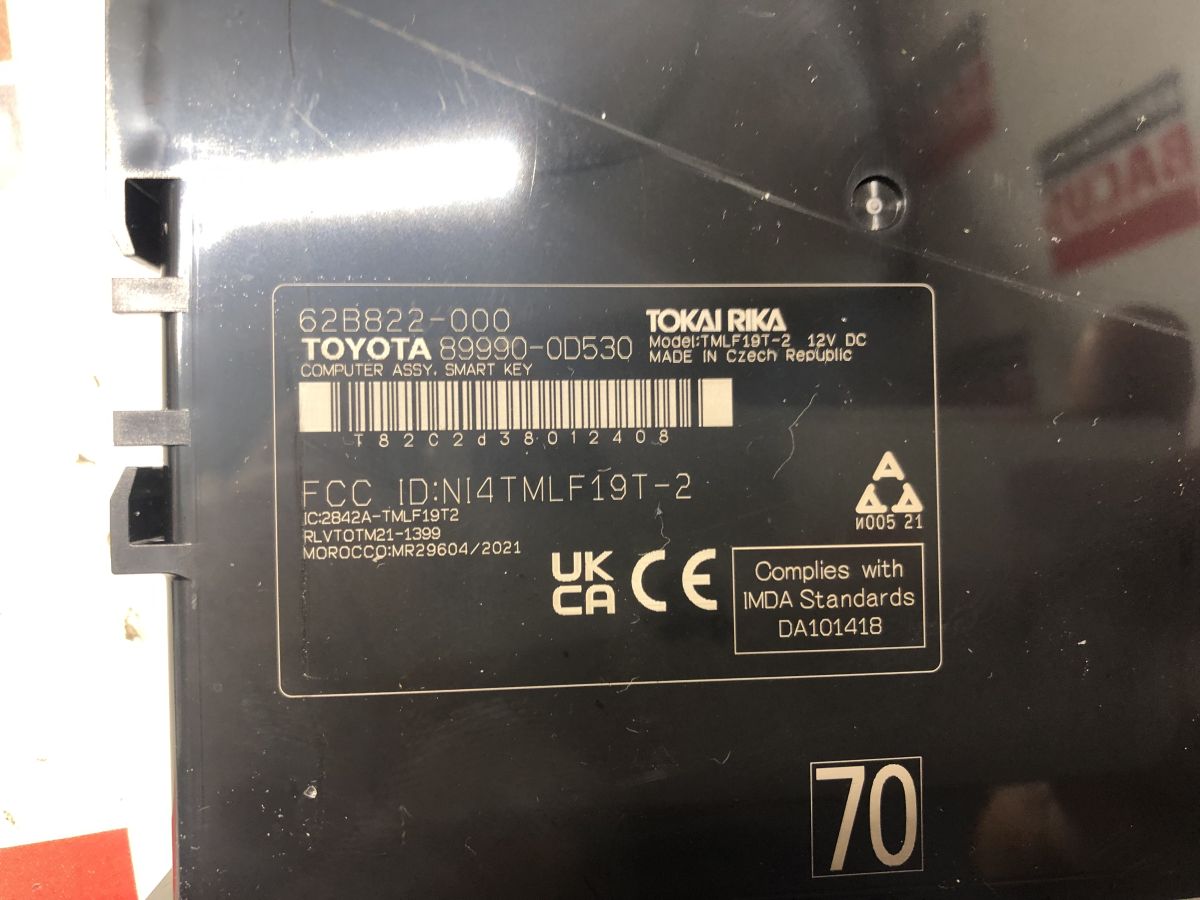 62B822-000
TOYOTA 89990-0D530
COMPUTER ASSY, SMART KEY
TOKAI RIKA
Model:TMLF19T-2 12V DC
MADE IN Czech Republic
T82C2d38012408
FCC ID:NI4TMLF19T-2
IC:2842A-TMLF19T2
RLVTOTM21-1399
MOROCCO:MR29604/2021
И005 21
UK
CA
CE
Complies with
IMDA Standards
DA101418
70